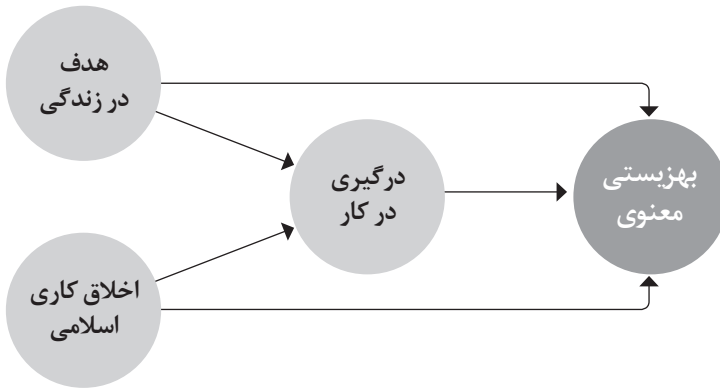 هدف
در زندگی
درگیری
در کار
بهزیستی
معنوی
اخلاق کاری
اسلامی